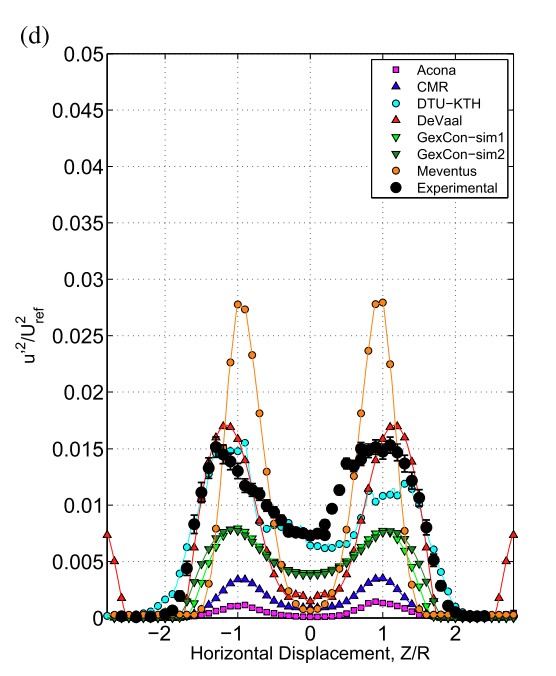 (d)
0.05
0.045
0.04
0.035
0.03
0.025
0.02
0.015
0.01
0.005
0
u'²/U²ref
Acona
CMR
DTU−KTH
DeVaal
GexCon−sim1
GexCon−sim2
Meventus
Experimental
−2 −1 0 1 2
Horizontal Displacement, Z/R